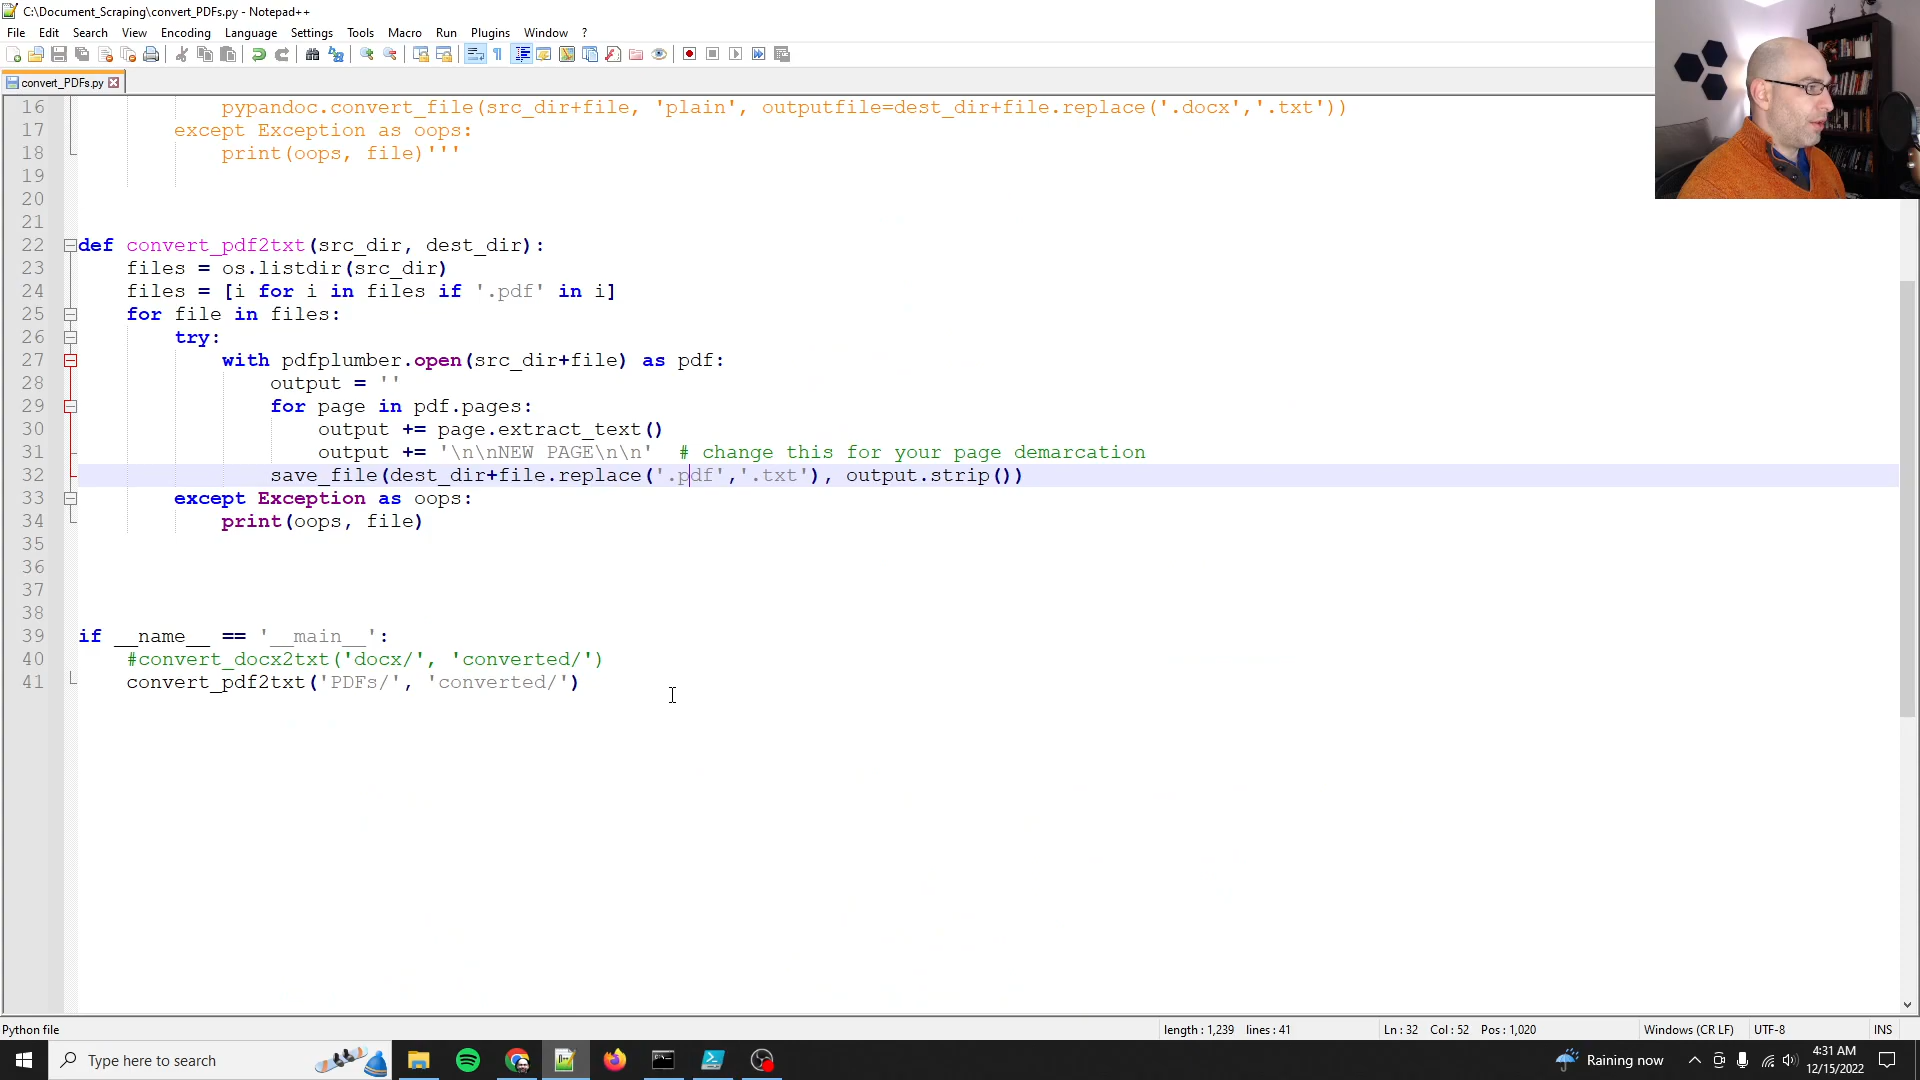 C:\Document_Scraping\convert_PDFs.py - Notepad++
File Edit Search View Encoding Language Settings Tools Macro Run Plugins Window ?
convert_PDFs.py
16 pypandoc.convert_file(src_dir+file, 'plain', outputfile=dest_dir+file.replace('.docx','.txt'))
17 except Exception as oops:
18 print(oops, file)'''
19
20
21
22 def convert_pdf2txt(src_dir, dest_dir):
23 files = os.listdir(src_dir)
24 files = [i for i in files if '.pdf' in i]
25 for file in files:
26 try:
27 with pdfplumber.open(src_dir+file) as pdf:
28 output = ''
29 for page in pdf.pages:
30 output += page.extract_text()
31 output += '\n\nNEW PAGE\n\n' # change this for your page demarcation
32 save_file(dest_dir+file.replace('.pdf','.txt'), output.strip())
33 except Exception as oops:
34 print(oops, file)
35
36
37
38
39 if __name__ == '__main__':
40 #convert_docx2txt('docx/', 'converted/')
41 convert_pdf2txt('PDFs/', 'converted/')
Python file length : 1,239 lines : 41 Ln : 32 Col : 52 Pos : 1,020 Windows (CR LF) UTF-8 INS
Type here to search
Raining now
4:31 AM
12/15/2022